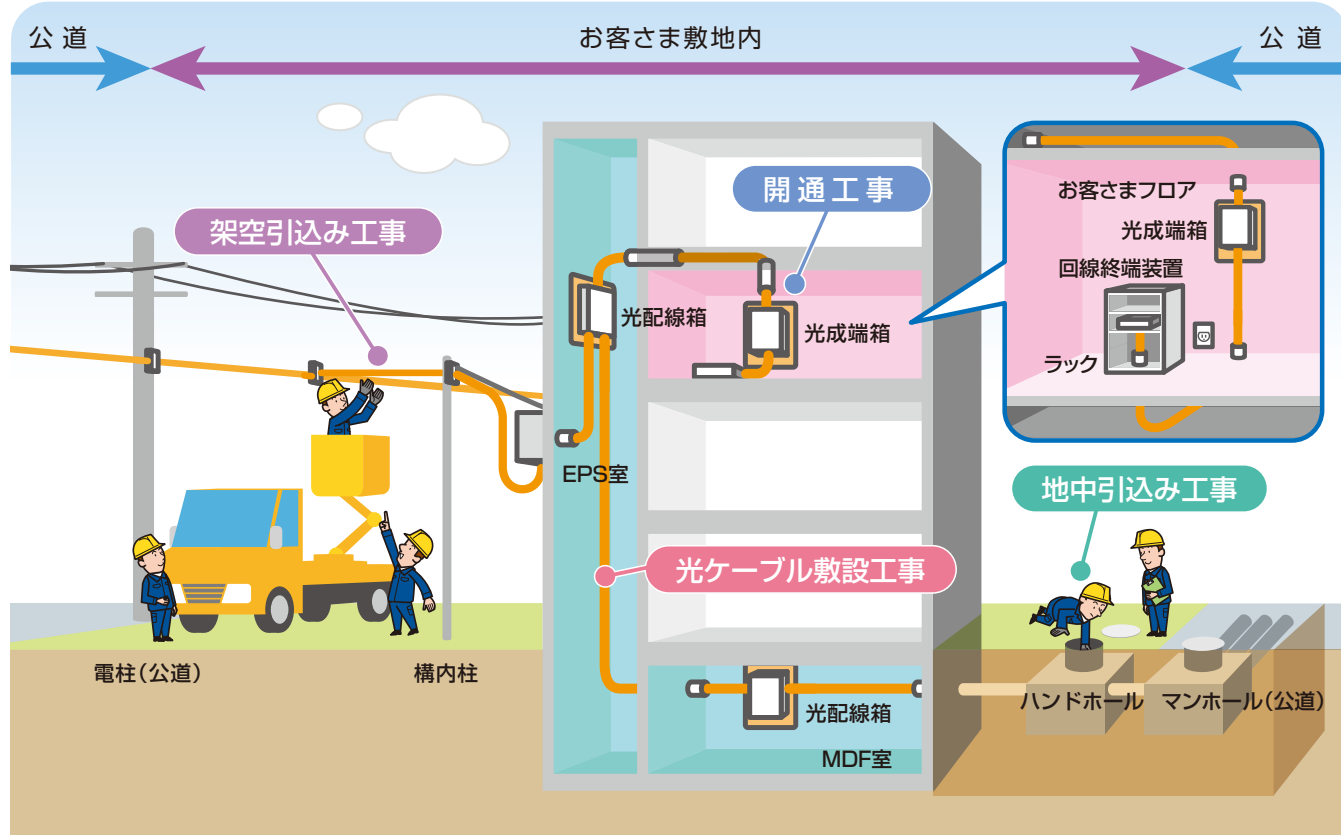 公道
お客さま敷地内
公道
架空引込み工事
開通工事
お客さまフロア
光成端箱
回線終端装置
ラック
光配線箱
光成端箱
EPS室
地中引込み工事
光ケーブル敷設工事
電柱(公道)
構内柱
光配線箱
MDF室
ハンドホール
マンホール(公道)